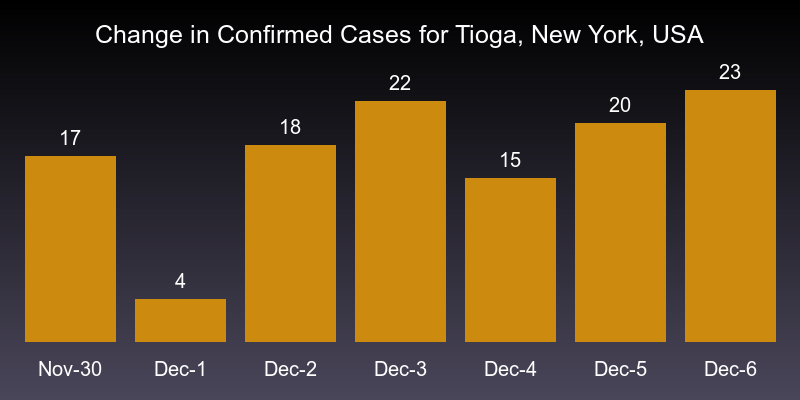 Change in Confirmed Cases for Tioga, New York, USA
17
4
18
22
15
20
23
Nov-30
Dec-1
Dec-2
Dec-3
Dec-4
Dec-5
Dec-6